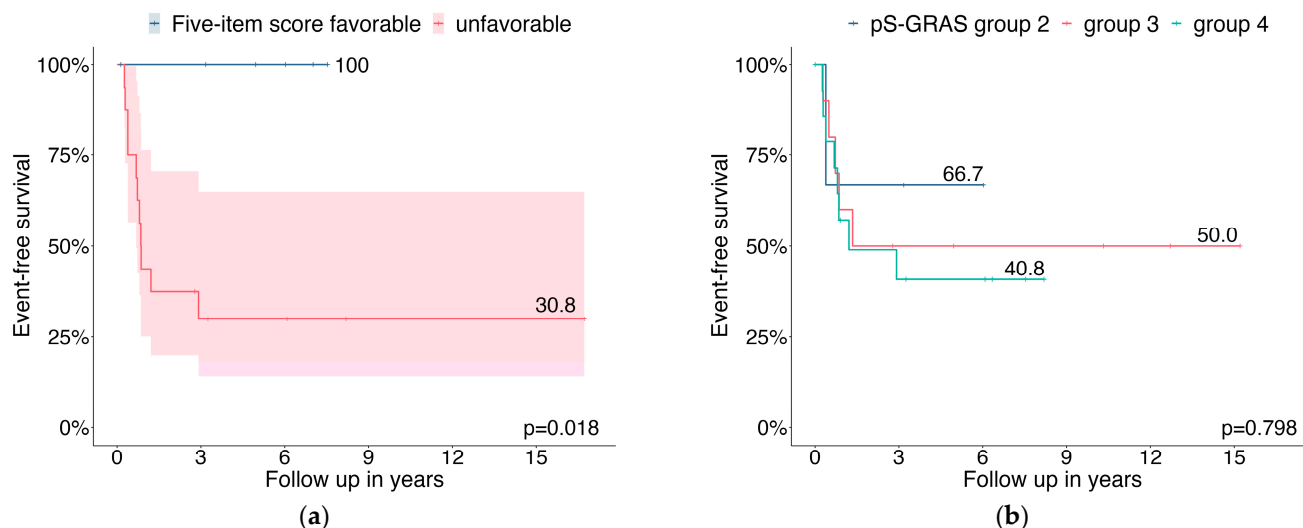 Five-item score favorable unfavorable
100%
75%
50%
25%
0%
Event-free survival
100
30.8
p=0.018
0 3 6 9 12 15
Follow up in years
(a)
pS-GRAS group 2 group 3 group 4
100%
75%
50%
25%
0%
Event-free survival
66.7
50.0
40.8
p=0.798
0 3 6 9 12 15
Follow up in years
(b)